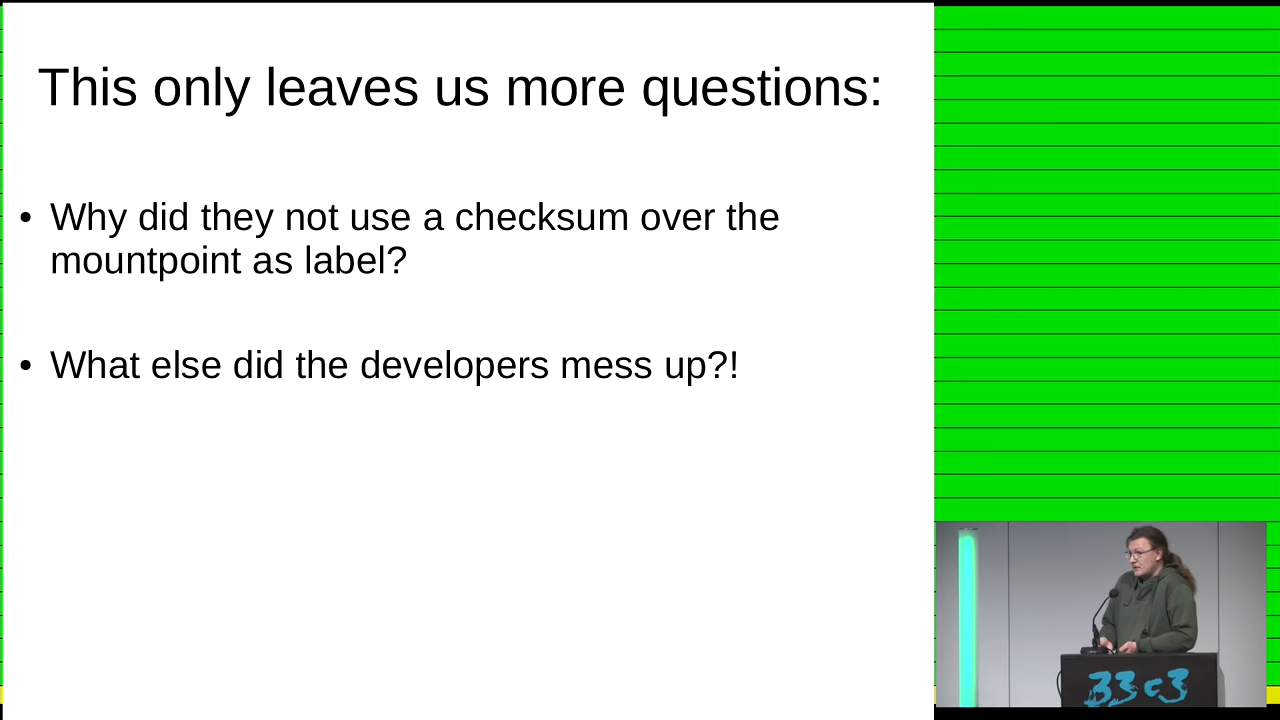 This only leaves us more questions:
• Why did they not use a checksum over the
mountpoint as label?
• What else did the developers mess up?!
33c3